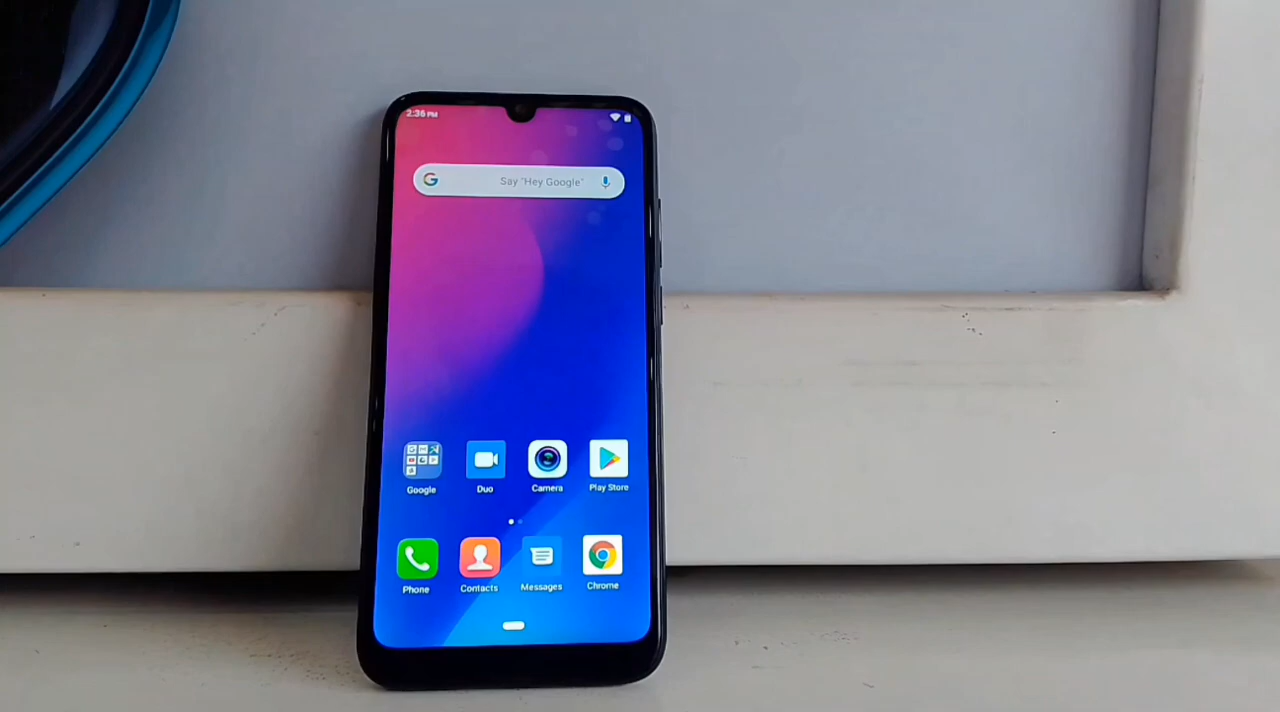 2:36 PM
Say "Hey Google"
Google
Duo
Camera
Play Store
Phone
Contacts
Messages
Chrome